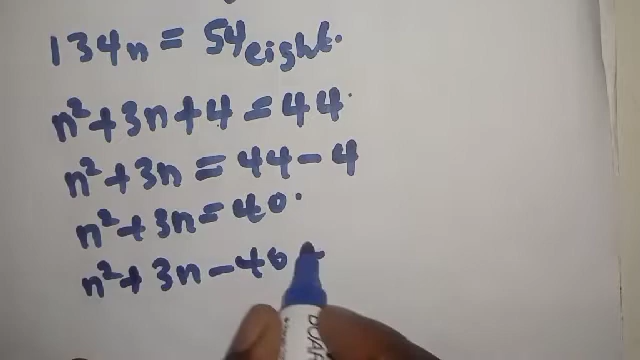 134n = 54eight.
n²+3n+4=44.
n²+3n = 44-4
n²+3n=40.
n²+3n-40